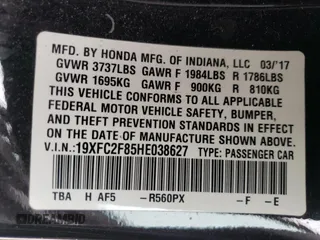 MFD. BY HONDA MFG. OF INDIANA, LLC 03/'17
GVWR 3737LBS GAWR F 1984LBS R 1786LBS
GVWR 1695KG GAWR F 900KG R 810KG
THIS VEHICLE CONFORMS TO ALL APPLICABLE
FEDERAL MOTOR VEHICLE SAFETY, BUMPER,
AND THEFT PREVENTION STANDARDS IN EFFECT
ON THE DATE OF MANUFACTURE SHOWN ABOVE.
V.I.N.: 19XFC2F85HE038627 TYPE: PASSENGER CAR
TBA H AF5 -R560PX -F -E
DREAMBID